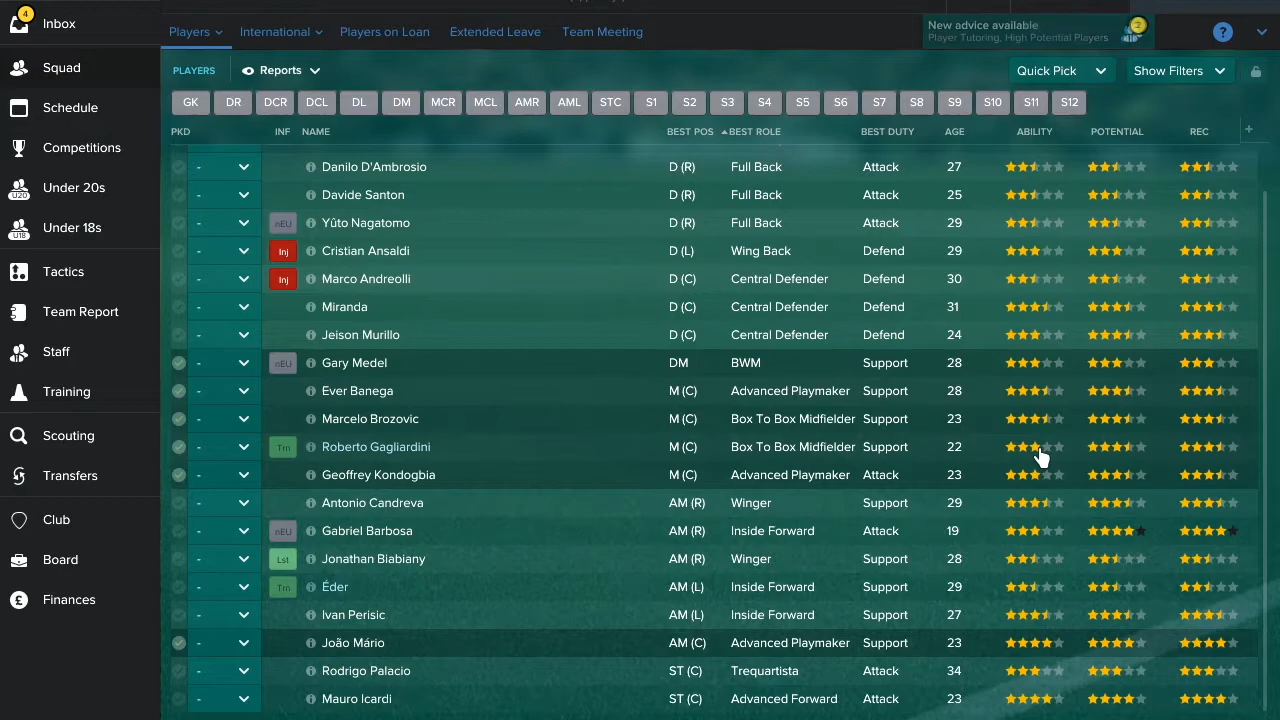 4
Inbox
Squad
Schedule
Competitions
U20
Under 20s
U18
Under 18s
Tactics
Team Report
Staff
Training
Scouting
Transfers
Club
Board
£ Finances
Players International Players on Loan Extended Leave Team Meeting
New advice available
Player Tutoring, High Potential Players
2
?
PLAYERS Reports Quick Pick Show Filters
GK DR DCR DCL DL DM MCR MCL AMR AML STC S1 S2 S3 S4 S5 S6 S7 S8 S9 S10 S11 S12
PKD INF NAME BEST POS BEST ROLE BEST DUTY AGE ABILITY POTENTIAL REC +
- i Danilo D'Ambrosio D (R) Full Back Attack 27
- i Davide Santon D (R) Full Back Attack 25
- nEU i Yûto Nagatomo D (R) Full Back Attack 29
- Inj i Cristian Ansaldi D (L) Wing Back Defend 29
- Inj i Marco Andreolli D (C) Central Defender Defend 30
- i Miranda D (C) Central Defender Defend 31
- i Jeison Murillo D (C) Central Defender Defend 24
- nEU i Gary Medel DM BWM Support 28
- i Ever Banega M (C) Advanced Playmaker Support 28
- i Marcelo Brozovic M (C) Box To Box Midfielder Support 23
- Trn i Roberto Gagliardini M (C) Box To Box Midfielder Support 22
- i Geoffrey Kondogbia M (C) Advanced Playmaker Attack 23
- i Antonio Candreva AM (R) Winger Support 29
- nEU i Gabriel Barbosa AM (R) Inside Forward Attack 19
- Lst i Jonathan Biabiany AM (R) Winger Support 28
- Trn i Éder AM (L) Inside Forward Support 29
- i Ivan Perisic AM (L) Inside Forward Support 27
- i João Mário AM (C) Advanced Playmaker Support 23
- i Rodrigo Palacio ST (C) Trequartista Attack 34
- i Mauro Icardi ST (C) Advanced Forward Attack 23